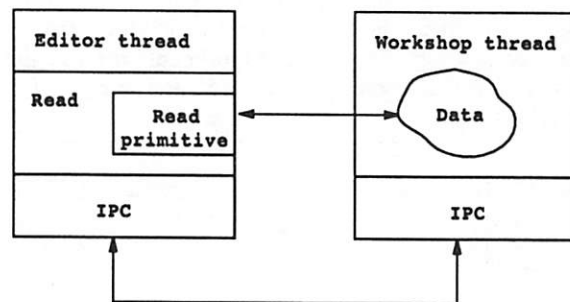 Editor thread
Workshop thread
Read
Read
primitive
Data
IPC
IPC